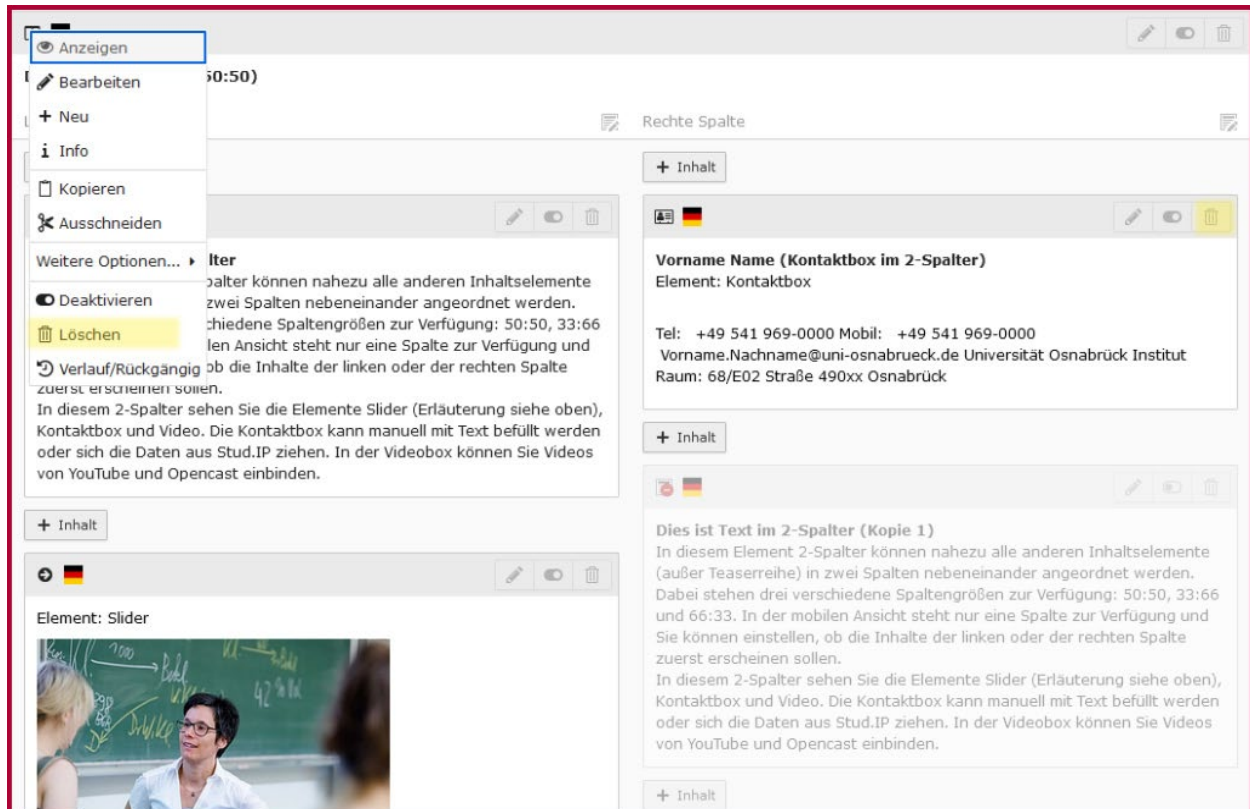 Anzeigen
Bearbeiten
50:50)
Neu
Info
Kopieren
Ausschneiden
Weitere Optionen...
Deaktivieren
Löschen
Verlauf/Rückgängig
lter
palter können nahezu alle anderen Inhaltselemente
zwei Spalten nebeneinander angeordnet werden.
chiedene Spaltengrößen zur Verfügung: 50:50, 33:66
len Ansicht steht nur eine Spalte zur Verfügung und
ob die Inhalte der linken oder der rechten Spalte
zuerst erscheinen sollen.
In diesem 2-Spalter sehen Sie die Elemente Slider (Erläuterung siehe oben),
Kontaktbox und Video. Die Kontaktbox kann manuell mit Text befüllt werden
oder sich die Daten aus Stud.IP ziehen. In der Videobox können Sie Videos
von YouTube und Opencast einbinden.
+ Inhalt
Element: Slider
Rechte Spalte
+ Inhalt
Vorname Name (Kontaktbox im 2-Spalter)
Element: Kontaktbox
Tel: +49 541 969-0000 Mobil: +49 541 969-0000
Vorname.Nachname@uni-osnabrueck.de Universität Osnabrück Institut
Raum: 68/E02 Straße 490xx Osnabrück
+ Inhalt
Dies ist Text im 2-Spalter (Kopie 1)
In diesem Element 2-Spalter können nahezu alle anderen Inhaltselemente
(außer Teaserreihe) in zwei Spalten nebeneinander angeordnet werden.
Dabei stehen drei verschiedene Spaltengrößen zur Verfügung: 50:50, 33:66
und 66:33. In der mobilen Ansicht steht nur eine Spalte zur Verfügung und
Sie können einstellen, ob die Inhalte der linken oder der rechten Spalte
zuerst erscheinen sollen.
In diesem 2-Spalter sehen Sie die Elemente Slider (Erläuterung siehe oben),
Kontaktbox und Video. Die Kontaktbox kann manuell mit Text befüllt werden
oder sich die Daten aus Stud.IP ziehen. In der Videobox können Sie Videos
von YouTube und Opencast einbinden.
+ Inhalt